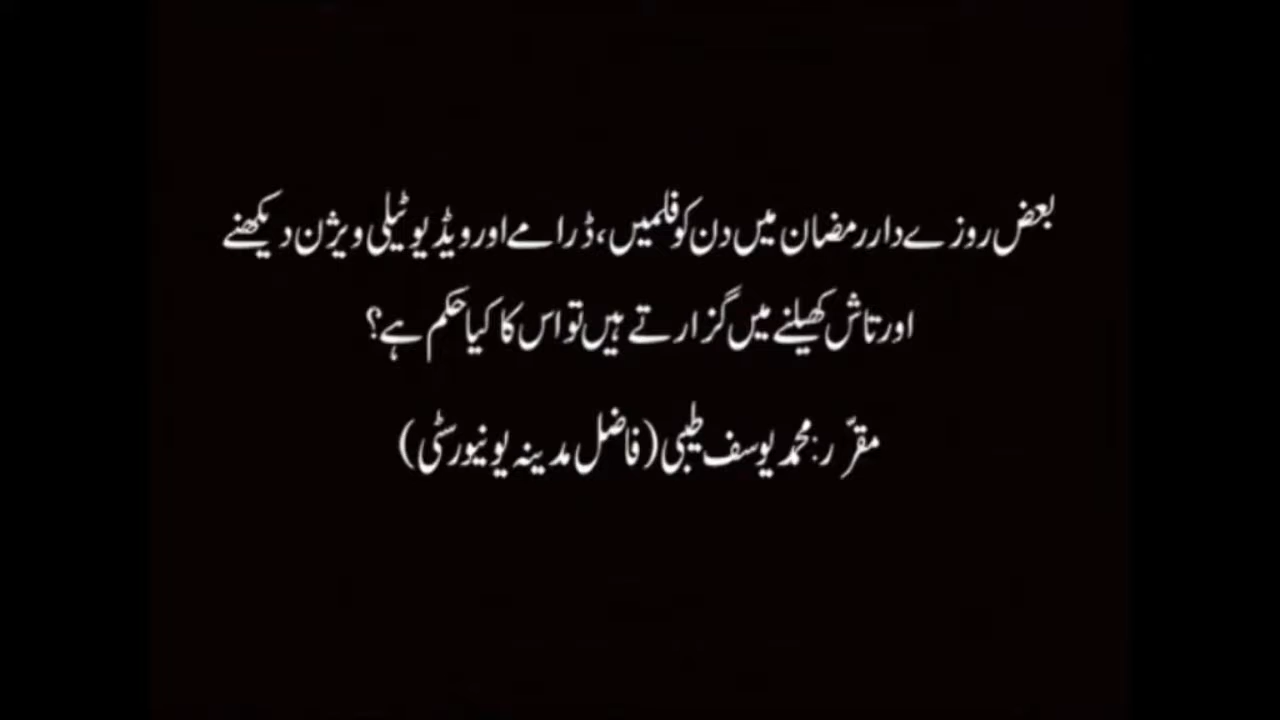 بعض روزے دار رمضان میں دن کو فلمیں، ڈرامے اور ویڈیو ٹیلی ویژن دیکھنے
اور تاش کھیلنے میں گزارتے ہیں تو اس کا کیا حکم ہے؟
مقرّر: محمد یوسف طیبی (فاضل مدینہ یونیورسٹی)